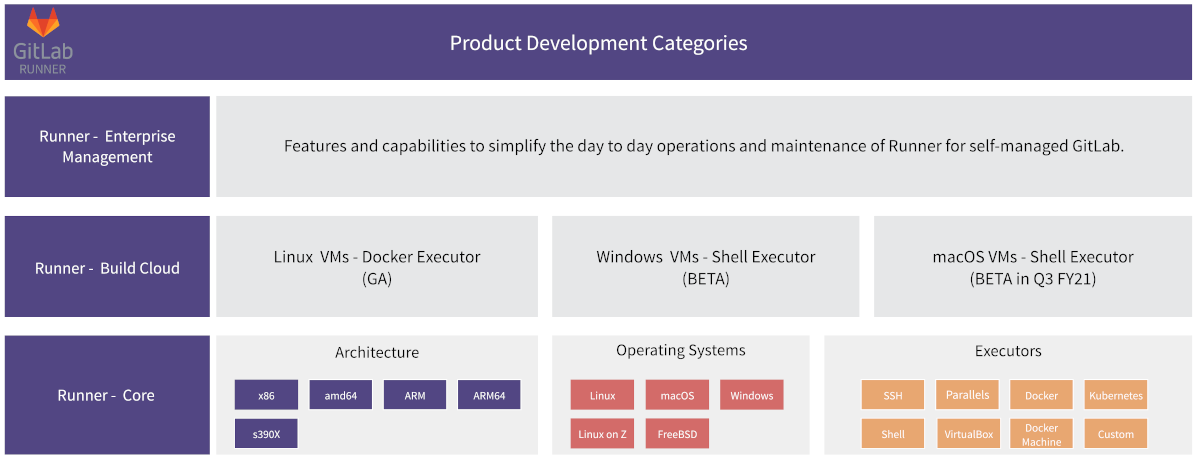 GitLab
RUNNER
Product Development Categories
Runner - Enterprise
Management
Features and capabilities to simplify the day to day operations and maintenance of Runner for self-managed GitLab.
Runner - Build Cloud
Linux VMs - Docker Executor
(GA)
Windows VMs - Shell Executor
(BETA)
macOS VMs - Shell Executor
(BETA in Q3 FY21)
Runner - Core
Architecture
x86
amd64
ARM
ARM64
s390X
Operating Systems
Linux
macOS
Windows
Linux on Z
FreeBSD
Executors
SSH
Parallels
Docker
Kubernetes
Shell
VirtualBox
Docker
Machine
Custom